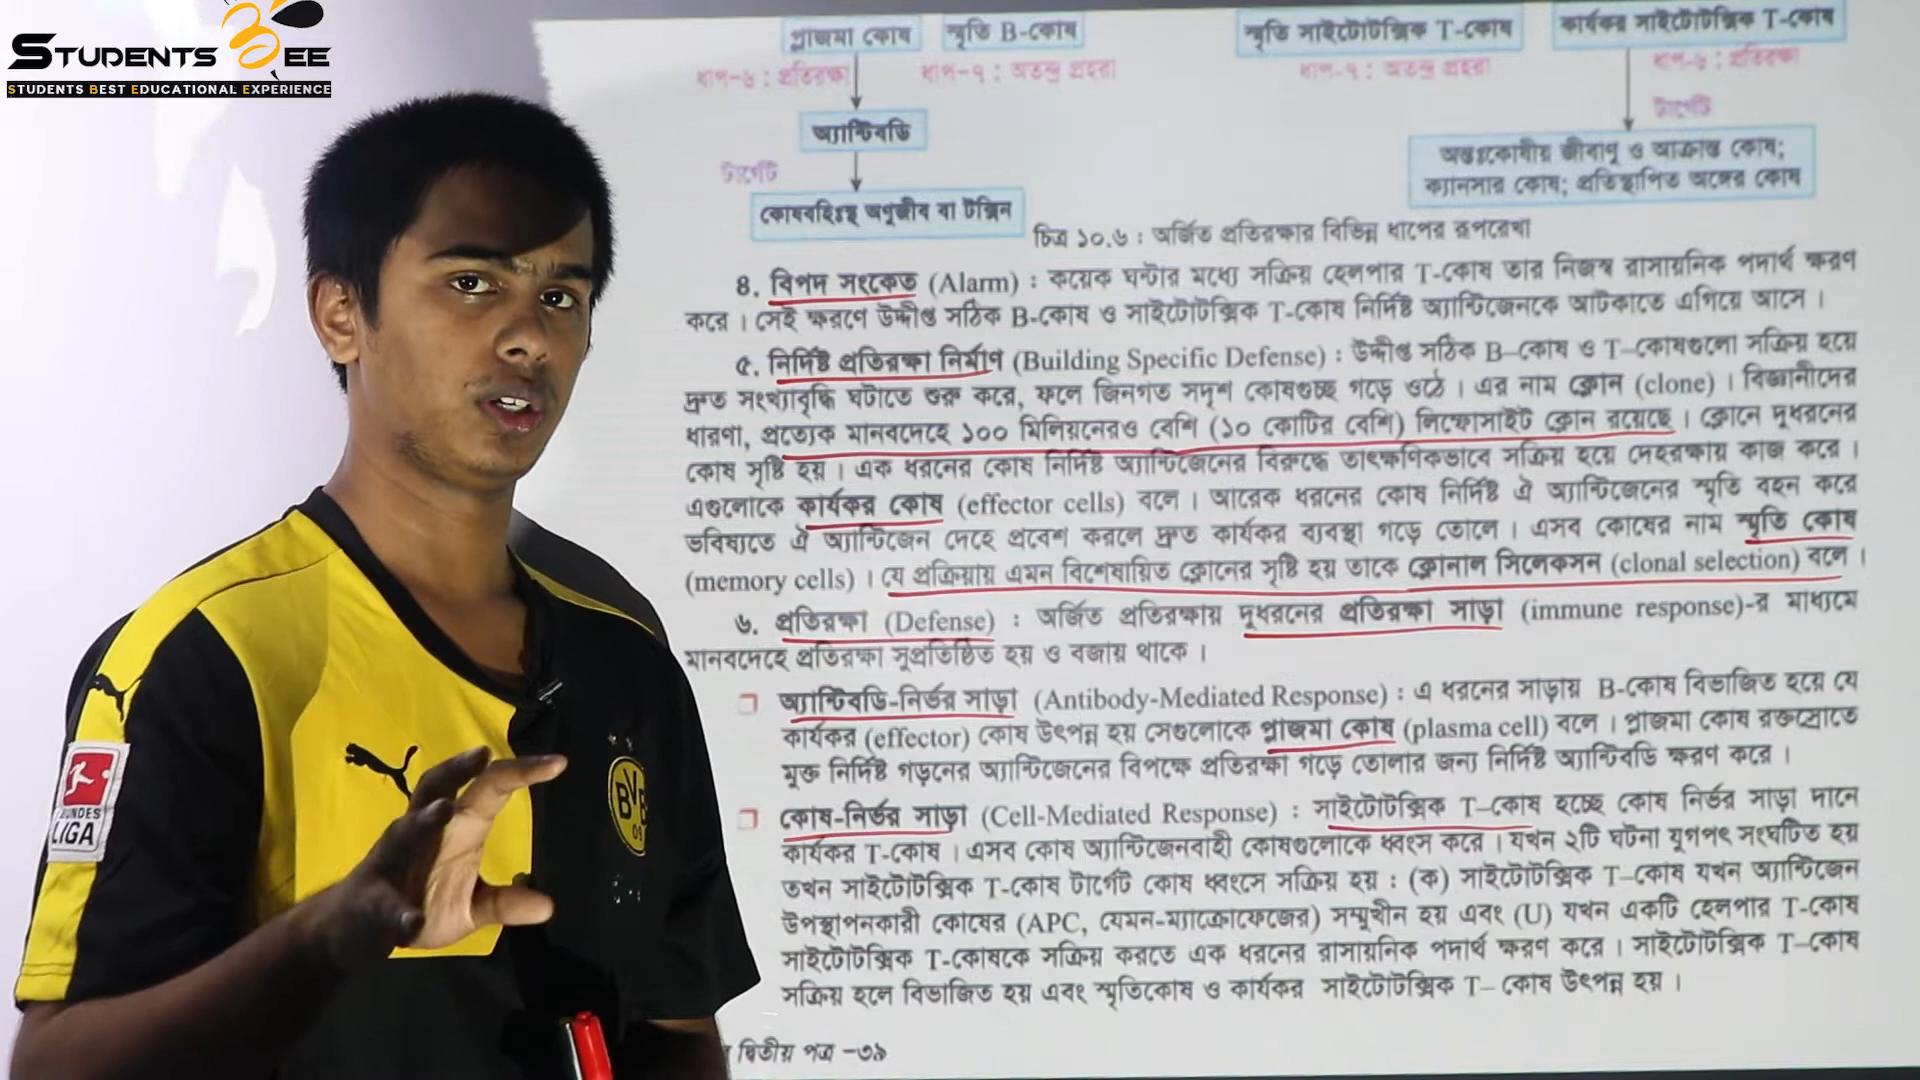 STUDENTS BEE
STUDENTS BEST EDUCATIONAL EXPERIENCE
প্লাজমা কোষ
স্মৃতি B-কোষ
স্মৃতি সাইটোটক্সিক T-কোষ
কার্যকর সাইটোটক্সিক T-কোষ
ধাপ-৬ : প্রতিরক্ষা
ধাপ-৭ : অতন্দ্র প্রহরা
ধাপ-৭ : অতন্দ্র প্রহরা
ধাপ-৬ : প্রতিরক্ষা
টার্গেট
অ্যান্টিবডি
টার্গেট
অন্তঃকোষীয় জীবাণু ও আক্রান্ত কোষ;
ক্যানসার কোষ; প্রতিস্থাপিত অঙ্গের কোষ
কোষবহিঃস্থ অণুজীব বা টক্সিন
চিত্র ১০.৬ : অর্জিত প্রতিরক্ষার বিভিন্ন ধাপের রূপরেখা
৪. বিপদ সংকেত (Alarm) : কয়েক ঘন্টার মধ্যে সক্রিয় হেলপার T-কোষ তার নিজস্ব রাসায়নিক পদার্থ ক্ষরণ
করে । সেই ক্ষরণে উদ্দীপ্ত সঠিক B-কোষ ও সাইটোটক্সিক T-কোষ নির্দিষ্ট অ্যান্টিজেনকে আটকাতে এগিয়ে আসে ।
৫. নির্দিষ্ট প্রতিরক্ষা নির্মাণ (Building Specific Defense) : উদ্দীপ্ত সঠিক B–কোষ ও T–কোষগুলো সক্রিয় হয়ে
দ্রুত সংখ্যাবৃদ্ধি ঘটাতে শুরু করে, ফলে জিনগত সদৃশ কোষগুচ্ছ গড়ে ওঠে । এর নাম ক্লোন (clone) । বিজ্ঞানীদের
ধারণা, প্রত্যেক মানবদেহে ১০০ মিলিয়নেরও বেশি (১০ কোটির বেশি) লিম্ফোসাইট ক্লোন রয়েছে । ক্লোনে দুধরনের
কোষ সৃষ্টি হয় । এক ধরনের কোষ নির্দিষ্ট অ্যান্টিজেনের বিরুদ্ধে তাৎক্ষণিকভাবে সক্রিয় হয়ে দেহরক্ষায় কাজ করে ।
এগুলোকে কার্যকর কোষ (effector cells) বলে । আরেক ধরনের কোষ নির্দিষ্ট ঐ অ্যান্টিজেনের স্মৃতি বহন করে
ভবিষ্যতে ঐ অ্যান্টিজেন দেহে প্রবেশ করলে দ্রুত কার্যকর ব্যবস্থা গড়ে তোলে । এসব কোষের নাম স্মৃতি কোষ
(memory cells) । যে প্রক্রিয়ায় এমন বিশেষায়িত ক্লোনের সৃষ্টি হয় তাকে ক্লোনাল সিলেকসন (clonal selection) বলে ।
৬. প্রতিরক্ষা (Defense) : অর্জিত প্রতিরক্ষায় দুধরনের প্রতিরক্ষা সাড়া (immune response)-র মাধ্যমে
মানবদেহে প্রতিরক্ষা সুপ্রতিষ্ঠিত হয় ও বজায় থাকে ।
অ্যান্টিবডি-নির্ভর সাড়া (Antibody-Mediated Response) : এ ধরনের সাড়ায় B-কোষ বিভাজিত হয়ে যে
কার্যকর (effector) কোষ উৎপন্ন হয় সেগুলোকে প্লাজমা কোষ (plasma cell) বলে । প্লাজমা কোষ রক্তস্রোতে
মুক্ত নির্দিষ্ট গড়নের অ্যান্টিজেনের বিপক্ষে প্রতিরক্ষা গড়ে তোলার জন্য নির্দিষ্ট অ্যান্টিবডি ক্ষরণ করে ।
কোষ-নির্ভর সাড়া (Cell-Mediated Response) : সাইটোটক্সিক T–কোষ হচ্ছে কোষ নির্ভর সাড়া দানে
কার্যকর T-কোষ । এসব কোষ অ্যান্টিজেনবাহী কোষগুলোকে ধ্বংস করে । যখন ২টি ঘটনা যুগপৎ সংঘটিত হয়
তখন সাইটোটক্সিক T-কোষ টার্গেট কোষ ধ্বংসে সক্রিয় হয় : (ক) সাইটোটক্সিক T–কোষ যখন অ্যান্টিজেন
উপস্থাপনকারী কোষের (APC, যেমন-ম্যাক্রোফেজের) সম্মুখীন হয় এবং (U) যখন একটি হেলপার T-কোষ
সাইটোটক্সিক T-কোষকে সক্রিয় করতে এক ধরনের রাসায়নিক পদার্থ ক্ষরণ করে । সাইটোটক্সিক T–কোষ
সক্রিয় হলে বিভাজিত হয় এবং স্মৃতিকোষ ও কার্যকর সাইটোটক্সিক T– কোষ উৎপন্ন হয় ।
দ্বিতীয় পত্র –৩৯
BVB
09
BUNDES
LIGA